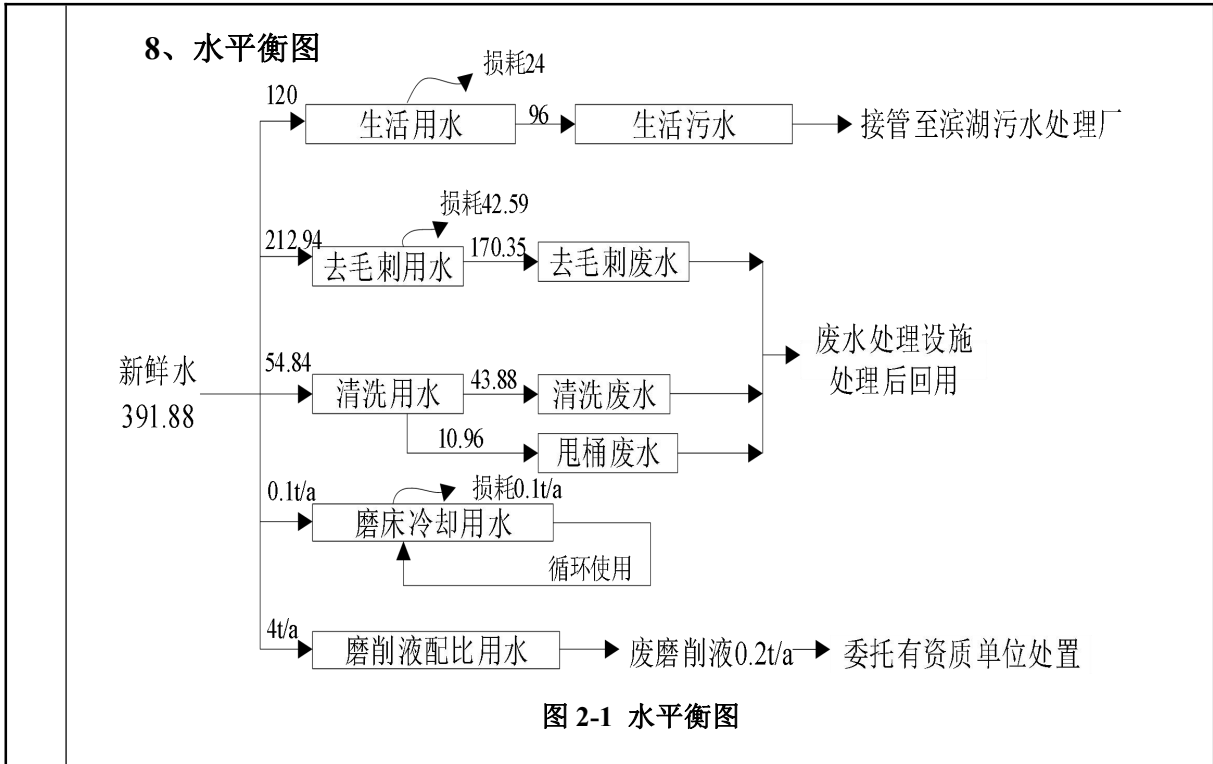 8、水平衡图
损耗24
120
生活用水
96
生活污水
接管至滨湖污水处理厂
损耗42.59
212.94
去毛刺用水
170.35
去毛刺废水
新鲜水
391.88
54.84
清洗用水
43.88
清洗废水
废水处理设施
处理后回用
10.96
甩桶废水
0.1t/a
损耗0.1t/a
磨床冷却用水
循环使用
4t/a
磨削液配比用水
废磨削液0.2t/a
委托有资质单位处置
图 2-1 水平衡图